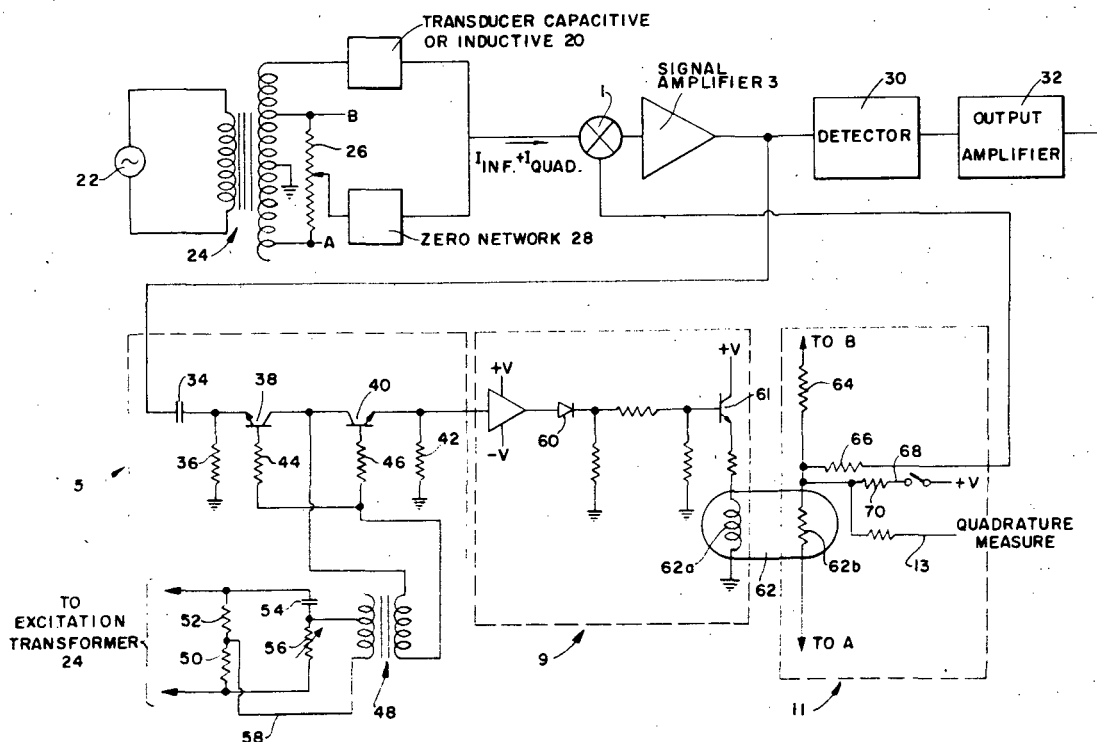 TRANSDUCER CAPACITIVE
OR INDUCTIVE 20
SIGNAL
AMPLIFIER 3
1
30
32
B
26
22
24
A
I INF. + I QUAD.
DETECTOR
OUTPUT
AMPLIFIER
ZERO NETWORK 28
34
38
40
36
44
46
42
5
+V
-V
60
+V
61
62a
62
62b
9
TO B
64
66
68
70
+V
QUADRATURE
MEASURE
13
TO A
11
TO
EXCITATION
TRANSFORMER
24
52
50
54
56
48
58